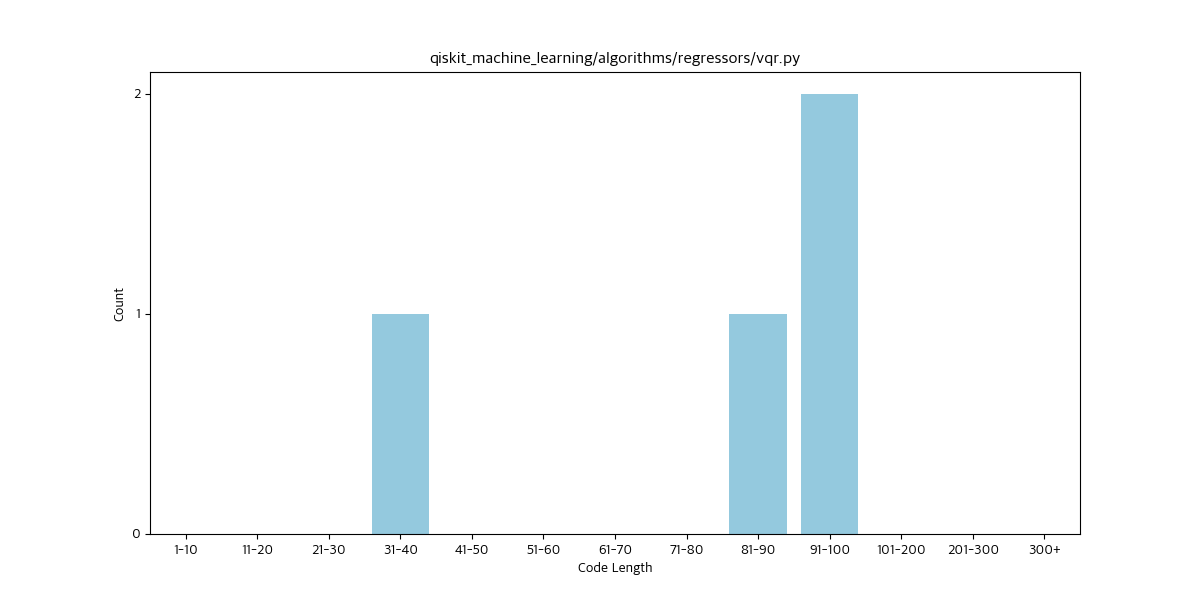 qiskit_machine_learning/algorithms/regressors/vqr.py
2
1
0
Count
1-10 11-20 21-30 31-40 41-50 51-60 61-70 71-80 81-90 91-100 101-200 201-300 300+
Code Length